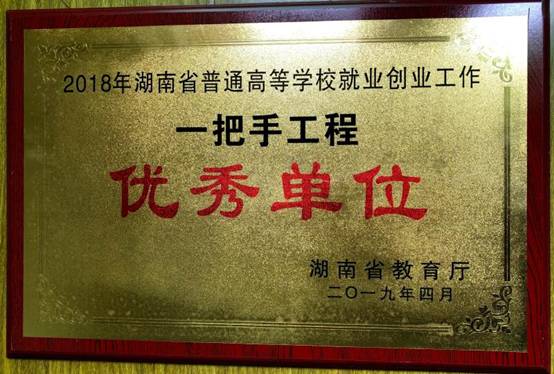 2018年湖南省普通高等学校就业创业工作
一把手工程
优秀单位
湖南省教育厅
二〇一九年四月